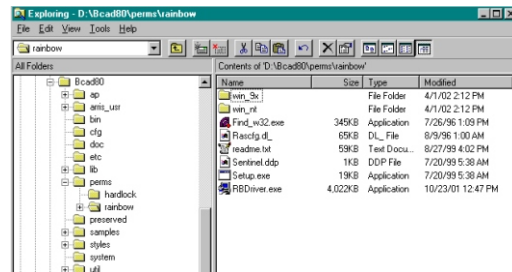 Exploring - D:\Bcad80\perms\rainbow
File Edit View Tools Help
rainbow
All Folders
Contents of 'D:\Bcad80\perms\rainbow'
Name Size Type Modified
Bcad80
ap
arris_usr
bin
cfg
doc
etc
lib
perms
hardlock
rainbow
preserved
samples
styles
system
util
win_9x File Folder 4/1/02 2:12 PM
win_nt File Folder 4/1/02 2:12 PM
Find_w32.exe 345KB Application 7/26/96 1:09 PM
Rascfg.dl_ 65KB DL_ File 8/9/96 1:00 AM
readme.txt 59KB Text Docu... 8/27/99 4:02 PM
Sentinel.ddp 1KB DDP File 7/20/99 5:38 AM
Setup.exe 19KB Application 7/20/99 5:38 AM
RBDriver.exe 4,022KB Application 10/23/01 12:47 PM